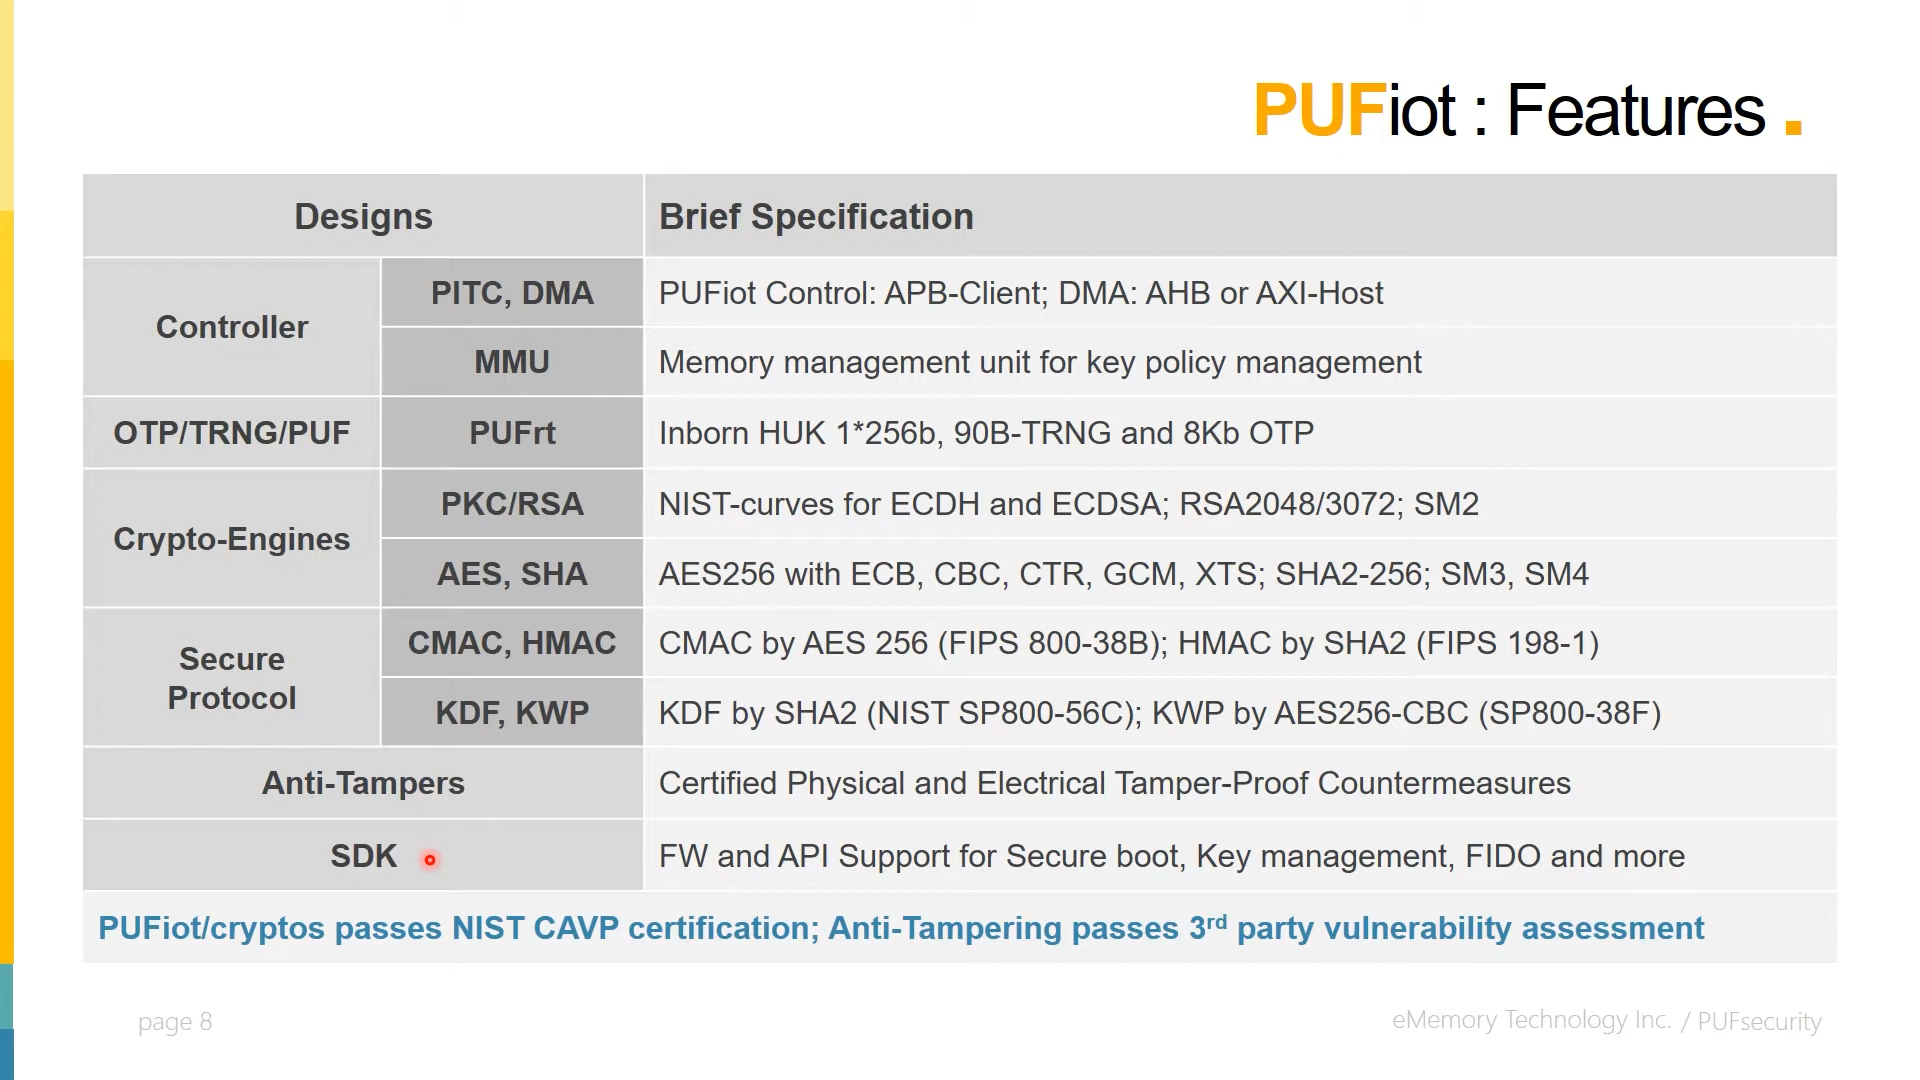 PUFiot : Features .
Designs
Brief Specification
Controller
PITC, DMA
PUFiot Control: APB-Client; DMA: AHB or AXI-Host
MMU
Memory management unit for key policy management
OTP/TRNG/PUF
PUFrt
Inborn HUK 1*256b, 90B-TRNG and 8Kb OTP
Crypto-Engines
PKC/RSA
NIST-curves for ECDH and ECDSA; RSA2048/3072; SM2
AES, SHA
AES256 with ECB, CBC, CTR, GCM, XTS; SHA2-256; SM3, SM4
Secure
Protocol
CMAC, HMAC
CMAC by AES 256 (FIPS 800-38B); HMAC by SHA2 (FIPS 198-1)
KDF, KWP
KDF by SHA2 (NIST SP800-56C); KWP by AES256-CBC (SP800-38F)
Anti-Tampers
Certified Physical and Electrical Tamper-Proof Countermeasures
SDK
FW and API Support for Secure boot, Key management, FIDO and more
PUFiot/cryptos passes NIST CAVP certification; Anti-Tampering passes 3rd party vulnerability assessment
page 8
eMemory Technology Inc. / PUFsecurity